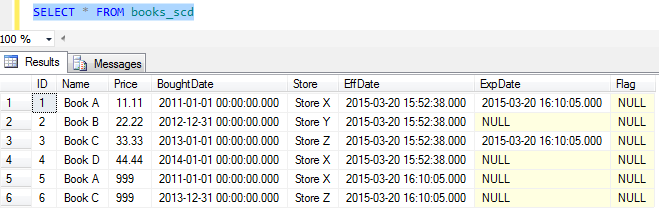 SELECT * FROM books_scd
100 %
Results Messages
ID Name Price BoughtDate Store EffDate ExpDate Flag
1 1 Book A 11.11 2011-01-01 00:00:00.000 Store X 2015-03-20 15:52:38.000 2015-03-20 16:10:05.000 NULL
2 2 Book B 22.22 2012-12-31 00:00:00.000 Store Y 2015-03-20 15:52:38.000 NULL NULL
3 3 Book C 33.33 2013-01-01 00:00:00.000 Store Z 2015-03-20 15:52:38.000 2015-03-20 16:10:05.000 NULL
4 4 Book D 44.44 2014-01-01 00:00:00.000 Store X 2015-03-20 15:52:38.000 NULL NULL
5 5 Book A 999 2011-01-01 00:00:00.000 Store X 2015-03-20 16:10:05.000 NULL NULL
6 6 Book C 999 2013-12-31 00:00:00.000 Store Z 2015-03-20 16:10:05.000 NULL NULL